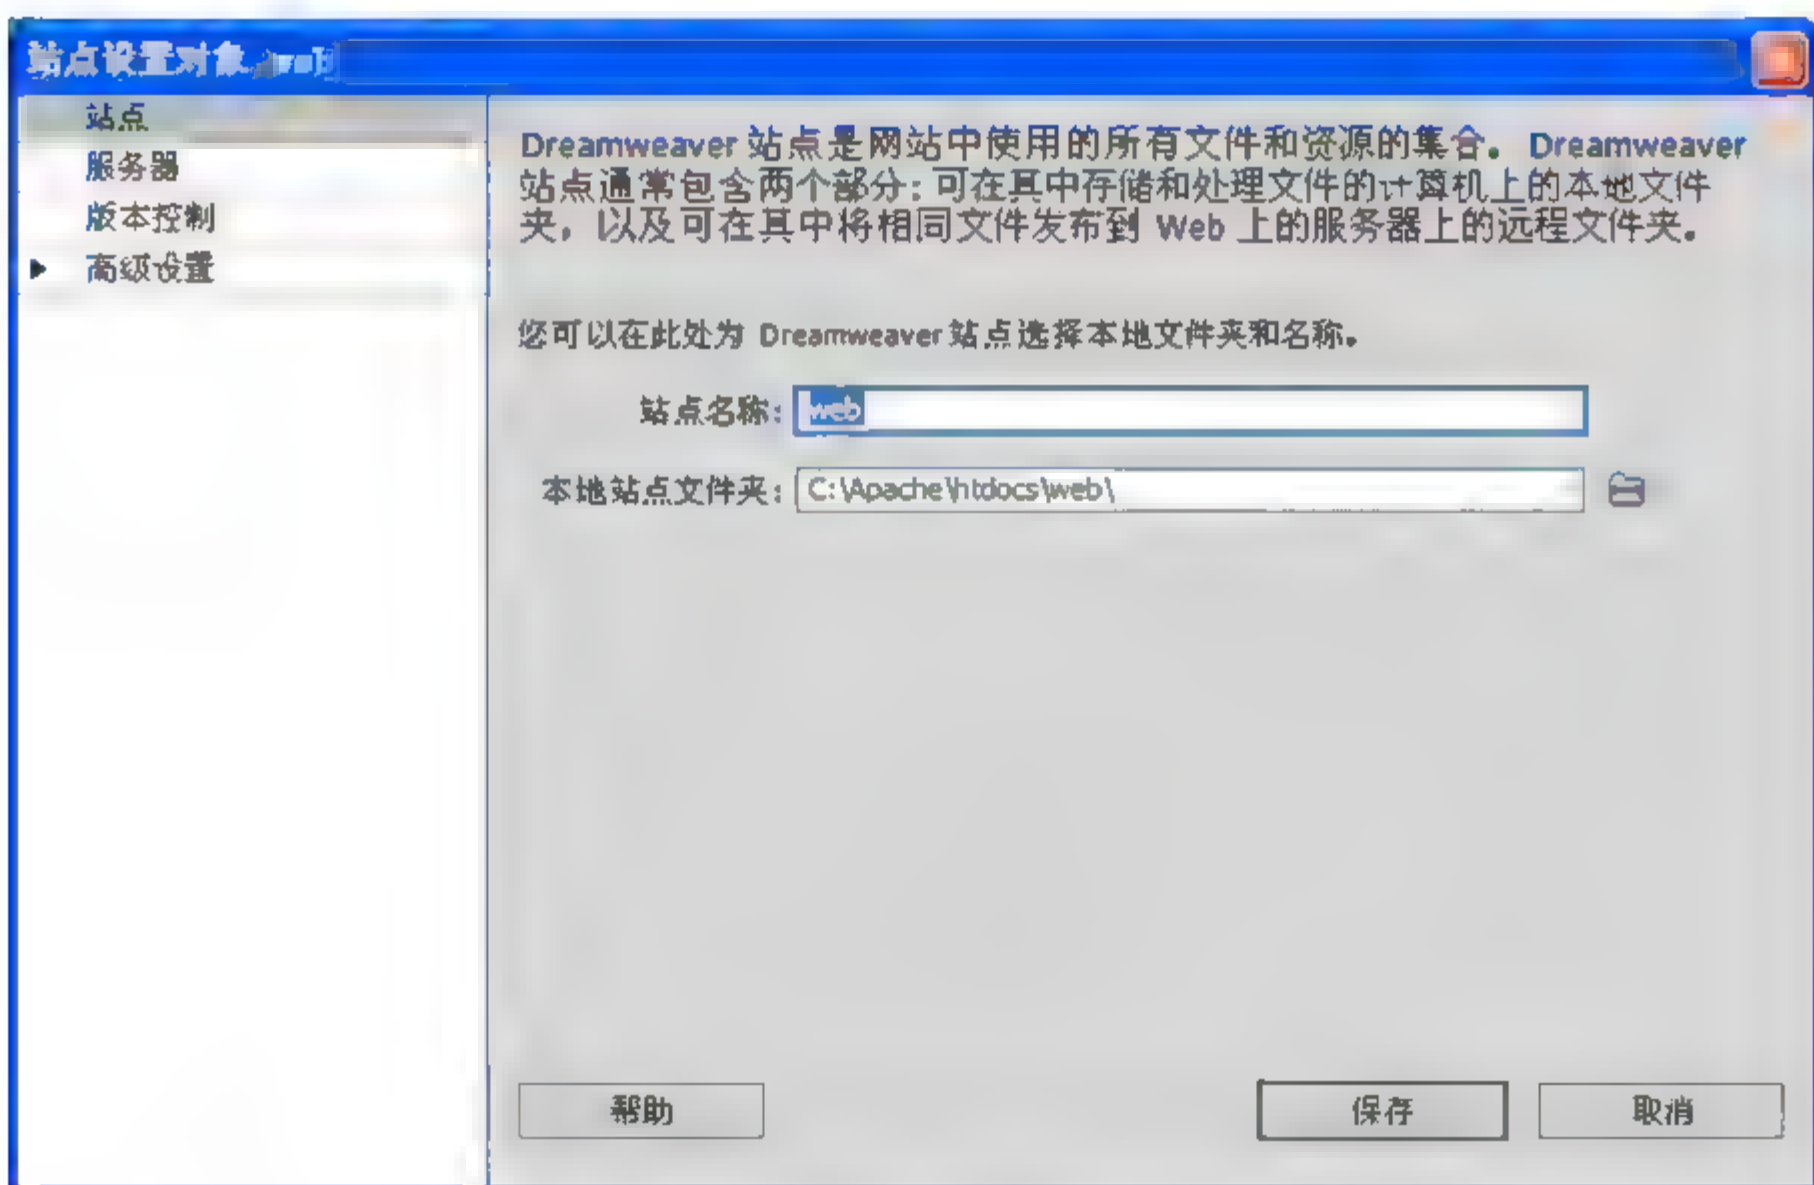 站点设置对象 web
站点
服务器
版本控制
高级设置
Dreamweaver 站点是网站中使用的所有文件和资源的集合。 Dreamweaver
站点通常包含两个部分:可在其中存储和处理文件的计算机上的本地文件
夹,以及可在其中将相同文件发布到 Web 上的服务器上的远程文件夹。
您可以在此处为 Dreamweaver 站点选择本地文件夹和名称。
站点名称: web
本地站点文件夹: C:\Apache\htdocs\web\
帮助
保存
取消